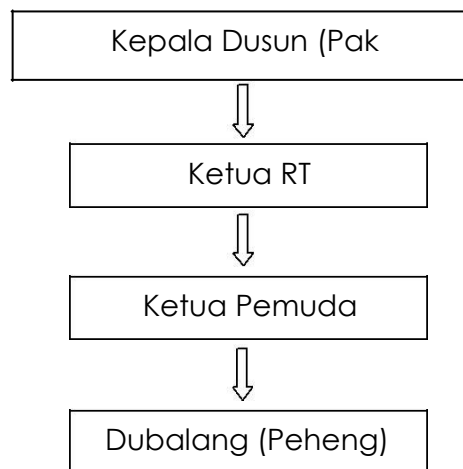 Kepala Dusun (Pak
Ketua RT
Ketua Pemuda
Dubalang (Peheng)